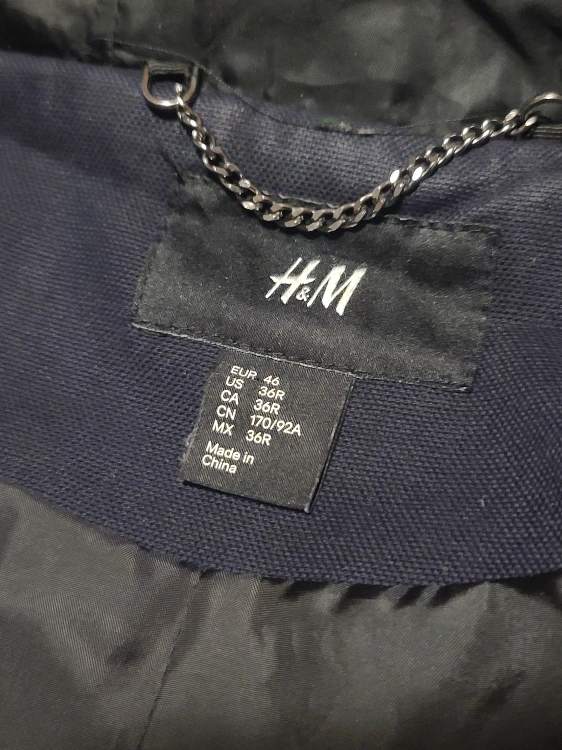 H&M
EUR 46
US 36R
CA 36R
CN 170/92A
MX 36R
Made in
China